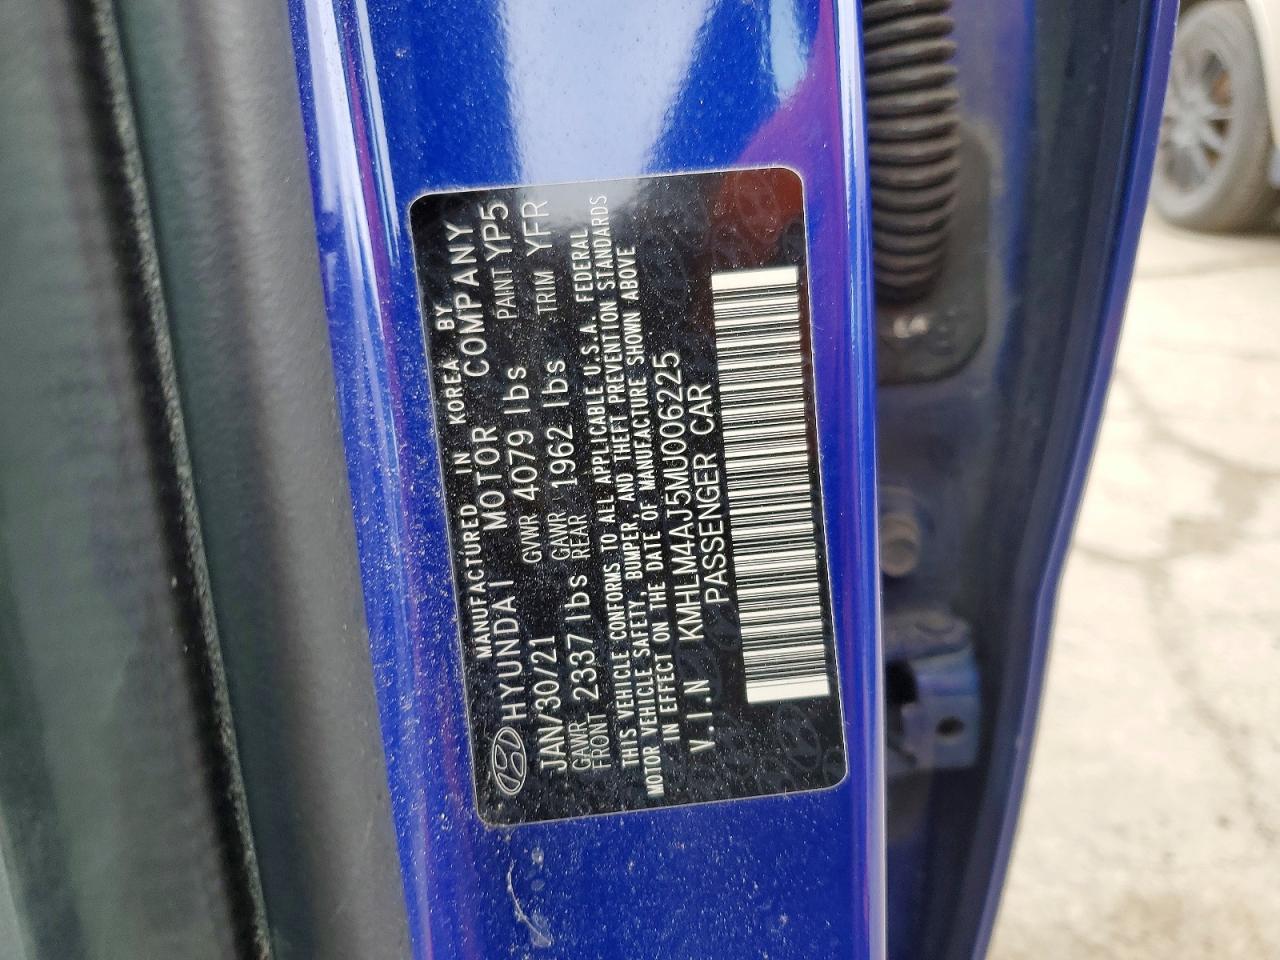 MANUFACTURED IN KOREA BY
HYUNDAI MOTOR COMPANY
JAN/30/21 GVWR 4079 lbs PAINT YP5
GAWR FRONT 2337 lbs GAWR REAR 1962 lbs TRIM YFR
THIS VEHICLE CONFORMS TO ALL APPLICABLE U.S.A. FEDERAL
MOTOR VEHICLE SAFETY, BUMPER, AND THEFT PREVENTION STANDARDS
IN EFFECT ON THE DATE OF MANUFACTURE SHOWN ABOVE
V.I.N KMHLM4AJ5MU006225
PASSENGER CAR